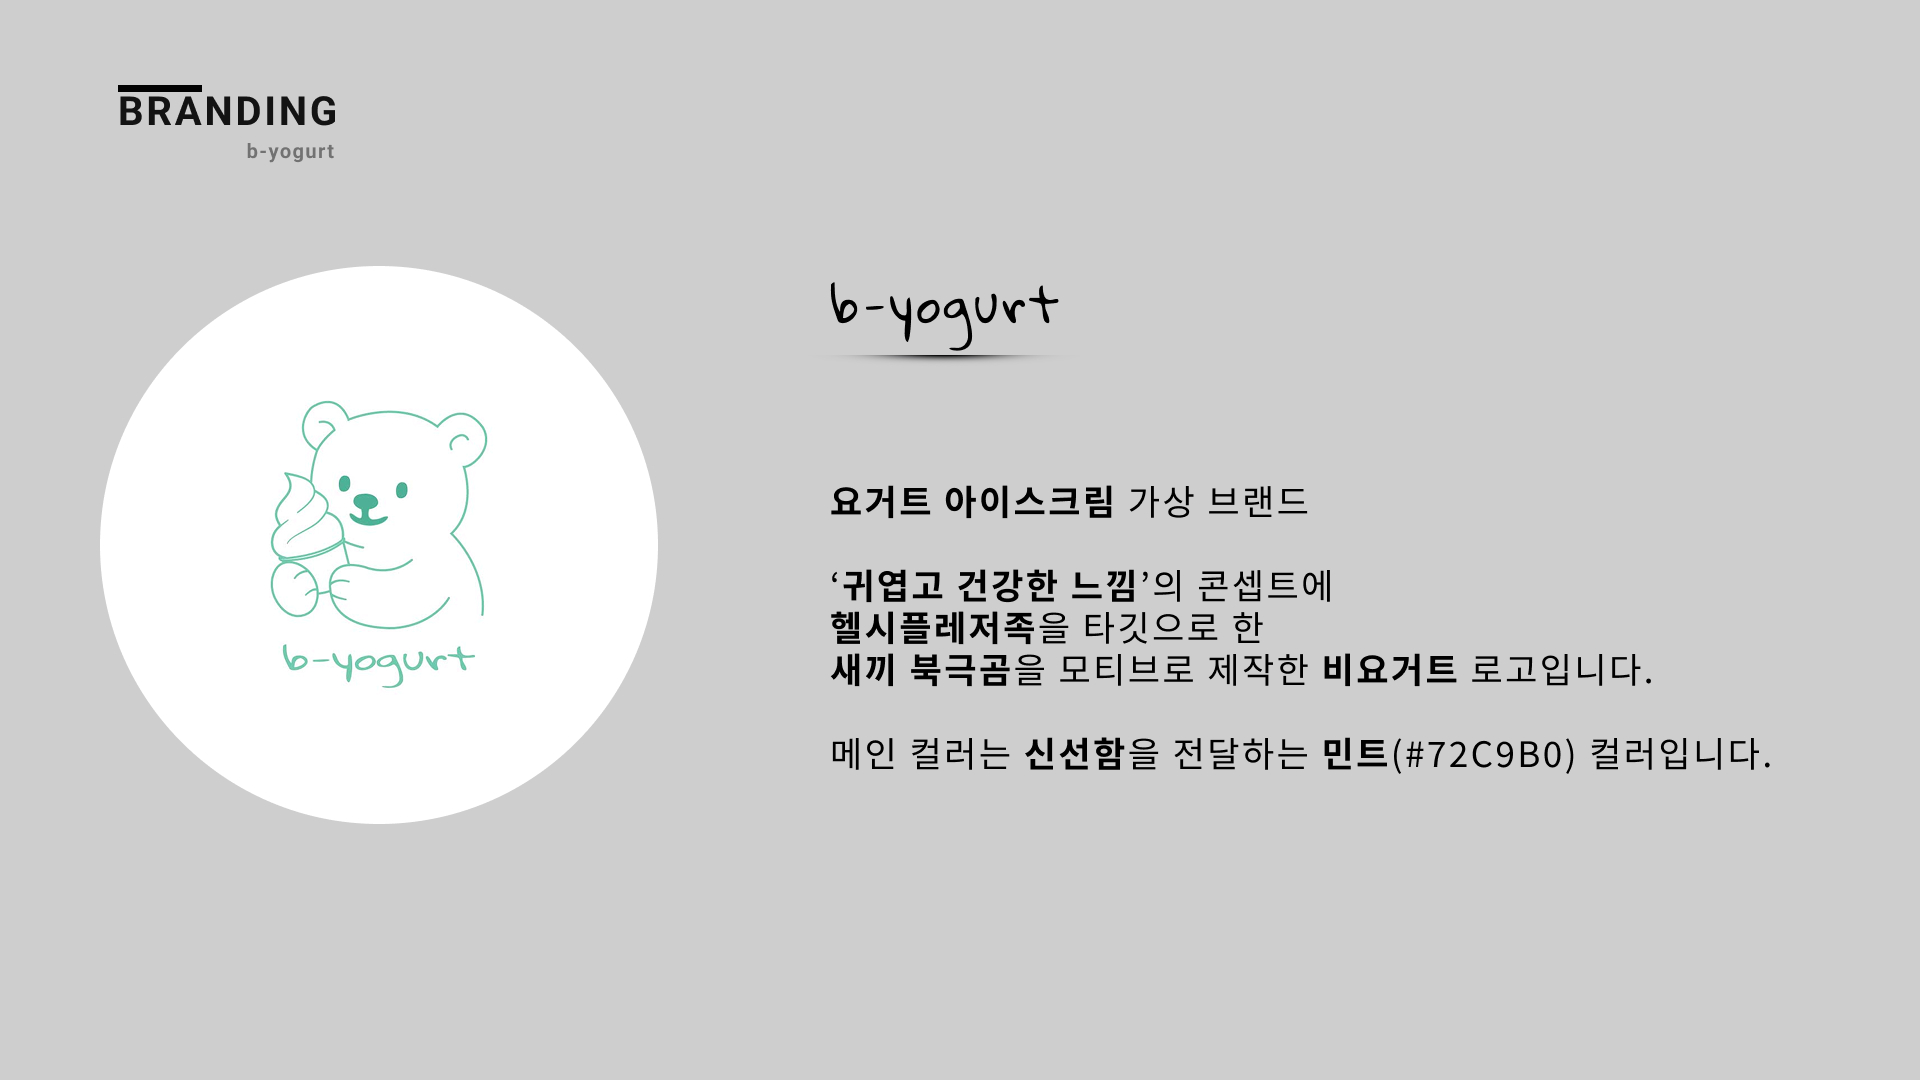 BRANDING
b-yogurt
b-yogurt
b-yogurt
요거트 아이스크림 가상 브랜드
‘귀엽고 건강한 느낌’의 콘셉트에
헬시플레저족을 타깃으로 한
새끼 북극곰을 모티브로 제작한 비요거트 로고입니다.
메인 컬러는 신선함을 전달하는 민트(#72C9B0) 컬러입니다.